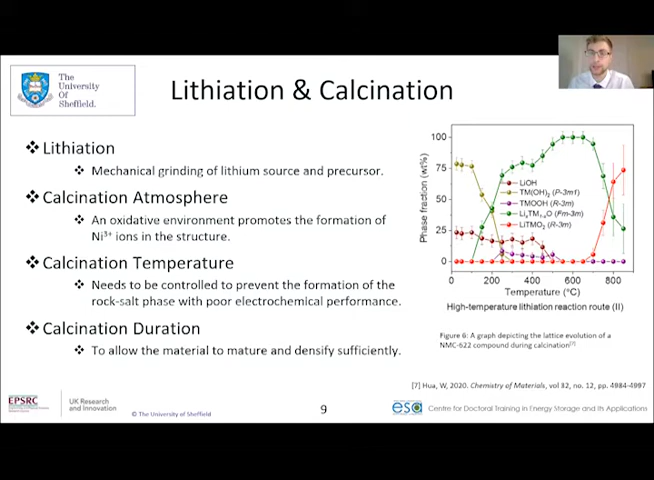 The
University
Of
Sheffield.
Lithiation & Calcination
❖ Lithiation
❖ Mechanical grinding of lithium source and precursor.
❖ Calcination Atmosphere
❖ An oxidative environment promotes the formation of
Ni³⁺ ions in the structure.
❖ Calcination Temperature
❖ Needs to be controlled to prevent the formation of the
rock-salt phase with poor electrochemical performance.
❖ Calcination Duration
❖ To allow the material to mature and densify sufficiently.
Phase fraction (wt%)
100
75
50
25
0
LiOH
TM(OH)₂ (P-3m1)
TMOOH (R-3m)
LiₓTM₁₋ₓO (Fm-3m)
LiTMO₂ (R-3m)
0 200 400 600 800
Temperature (°C)
High-temperature lithiation reaction route (II)
Figure 6: A graph depicting the lattice evolution of a
NMC-622 compound during calcination[7]
[7] Hua, W, 2020. Chemistry of Materials, vol 32, no. 12, pp. 4984-4997
EPSRC
UK Research
and Innovation
© The University of Sheffield
9
esa
Centre for Doctoral Training in Energy Storage and Its Applications